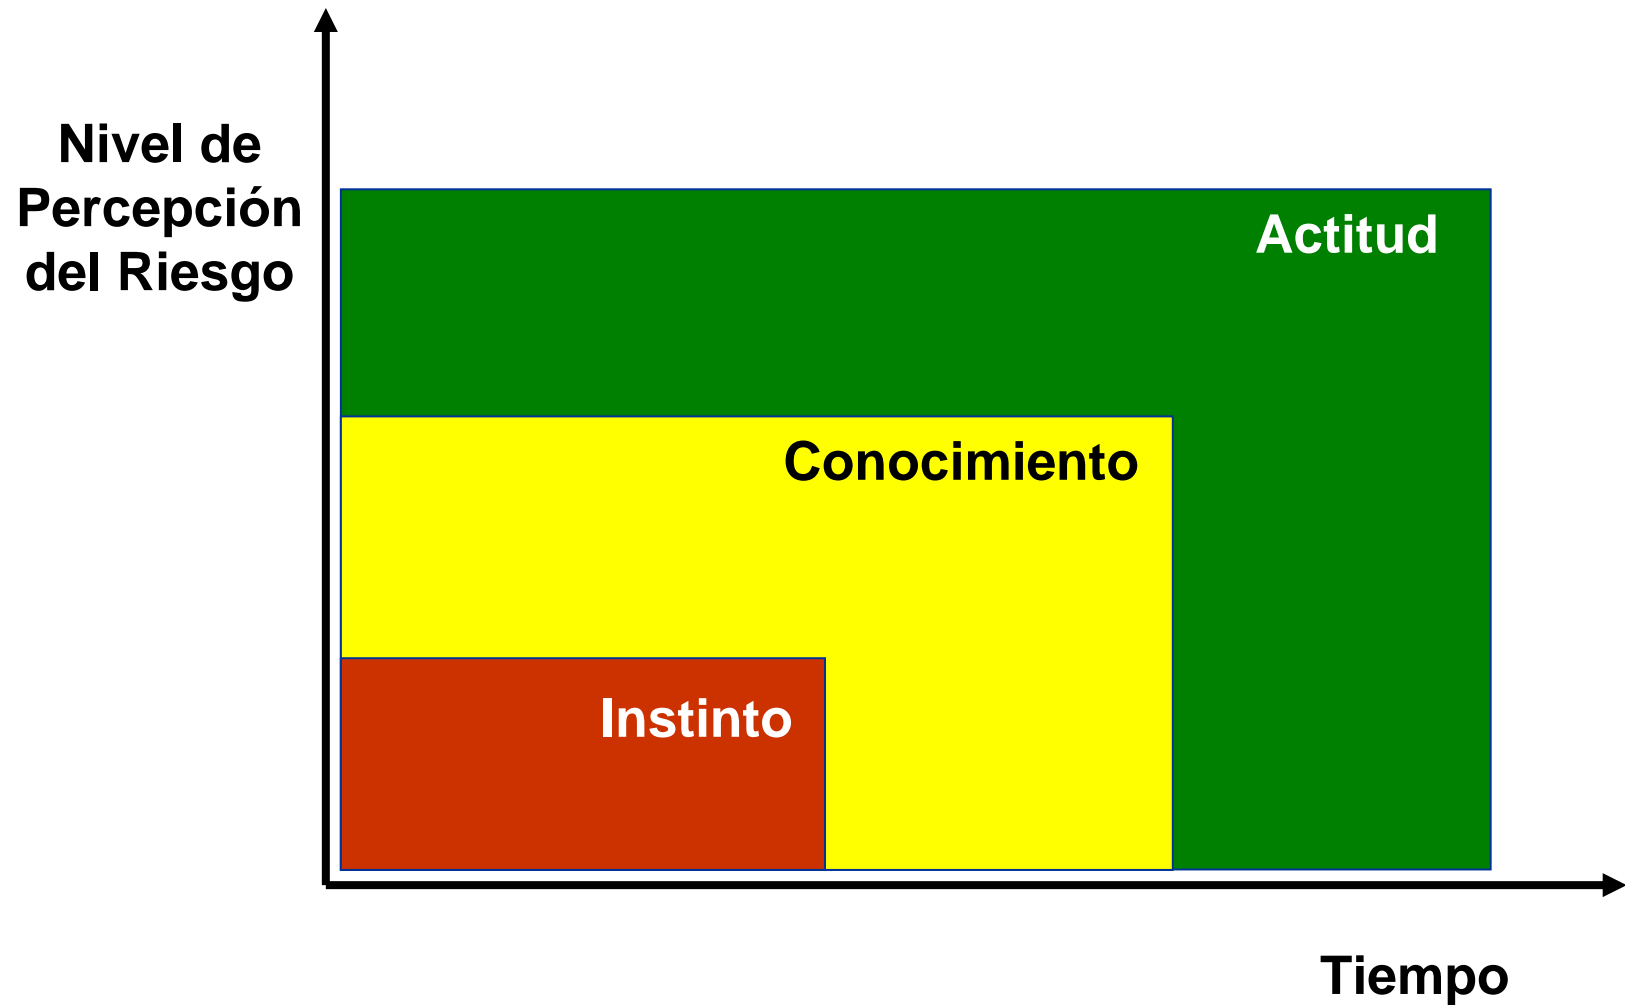 Nivel de
Percepción
del Riesgo
Actitud
Conocimiento
Instinto
Tiempo